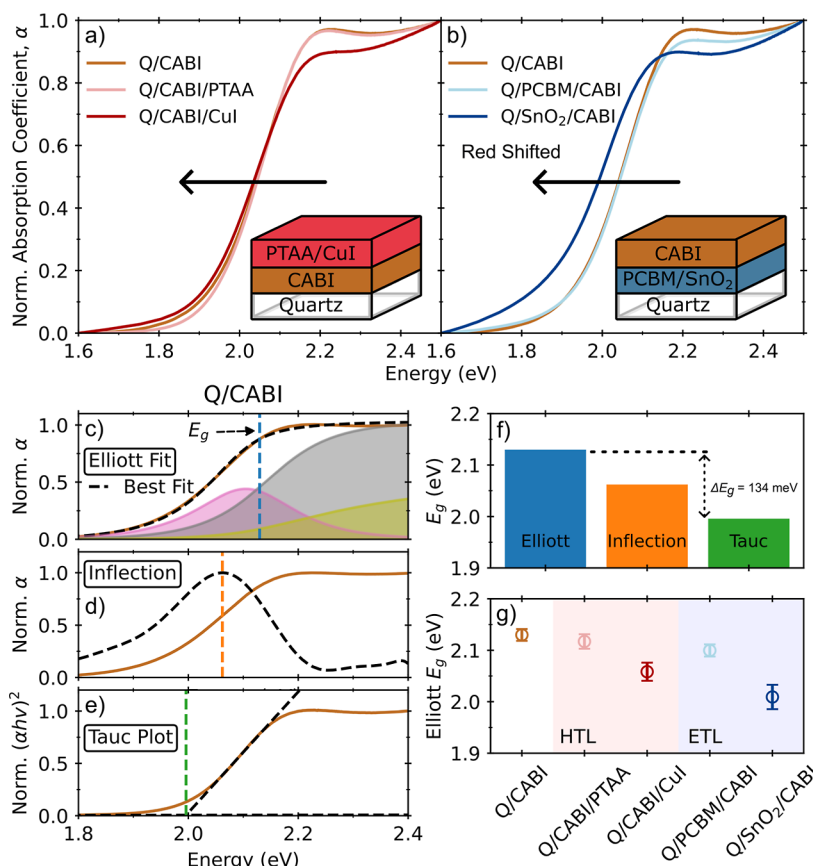 a)
Q/CABI
Q/CABI/PTAA
Q/CABI/CuI
PTAA/CuI
CABI
Quartz
b)
Q/CABI
Q/PCBM/CABI
Q/SnO₂/CABI
Red Shifted
CABI
PCBM/SnO₂
Quartz
Norm. Absorption Coefficient, α
1.0
0.8
0.6
0.4
0.2
0.0
1.6 1.8 2.0 2.2 2.4 1.6 1.8 2.0 2.2 2.4
Energy (eV)
Q/CABI
c)
E_g
Elliott Fit
Best Fit
Norm. α
1.0
0.5
0.0
Inflection
d)
Norm. α
1.0
0.5
0.0
e)
Tauc Plot
Norm. (αhν)²
1.0
0.5
0.0
1.8 2.0 2.2 2.4
Energy (eV)
f)
E_g (eV)
2.2
2.1
2.0
1.9
ΔE_g = 134 meV
Elliott Inflection Tauc
g)
Elliott E_g (eV)
2.2
2.1
2.0
1.9
HTL ETL
Q/CABI
Q/CABI/PTAA
Q/CABI/CuI
Q/PCBM/CABI
Q/SnO₂/CABI